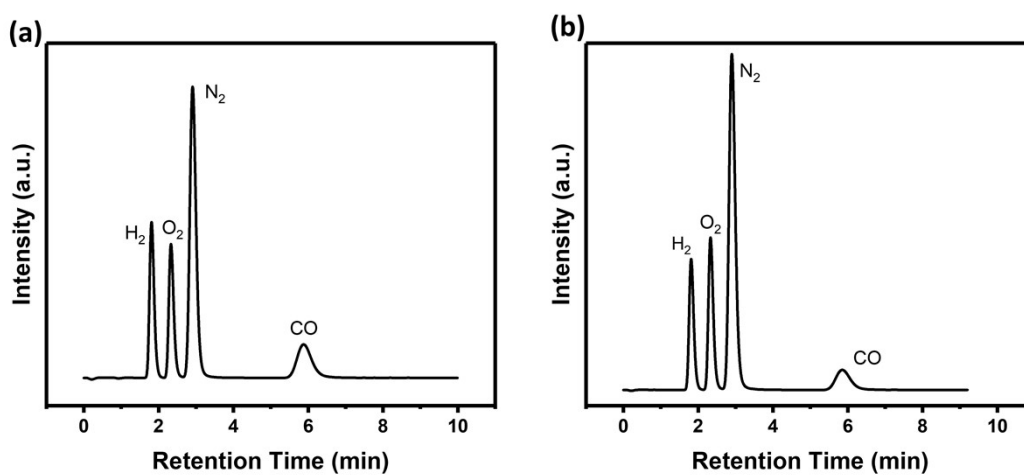 (a)
N₂
H₂
O₂
CO
Intensity (a.u.)
0 2 4 6 8 10
Retention Time (min)
(b)
N₂
O₂
H₂
CO
Intensity (a.u.)
0 2 4 6 8 10
Retention Time (min)